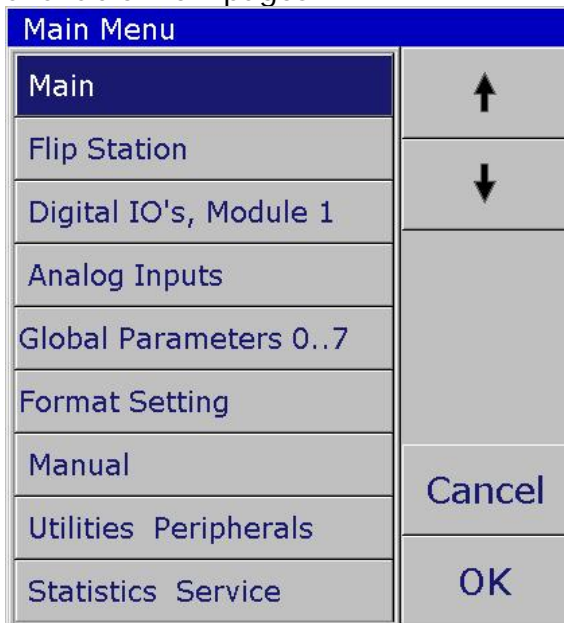 Main Menu
Main
Flip Station
Digital IO's, Module 1
Analog Inputs
Global Parameters 0..7
Format Setting
Manual
Utilities Peripherals
Statistics Service
Cancel
OK